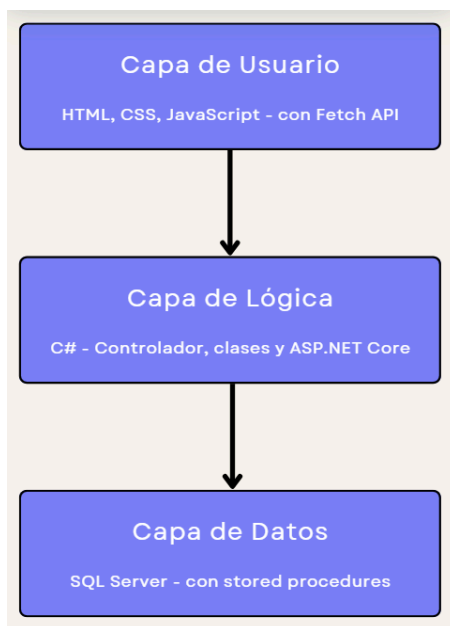 Capa de Usuario
HTML, CSS, JavaScript - con Fetch API
Capa de Lógica
C# - Controlador, clases y ASP.NET Core
Capa de Datos
SQL Server - con stored procedures